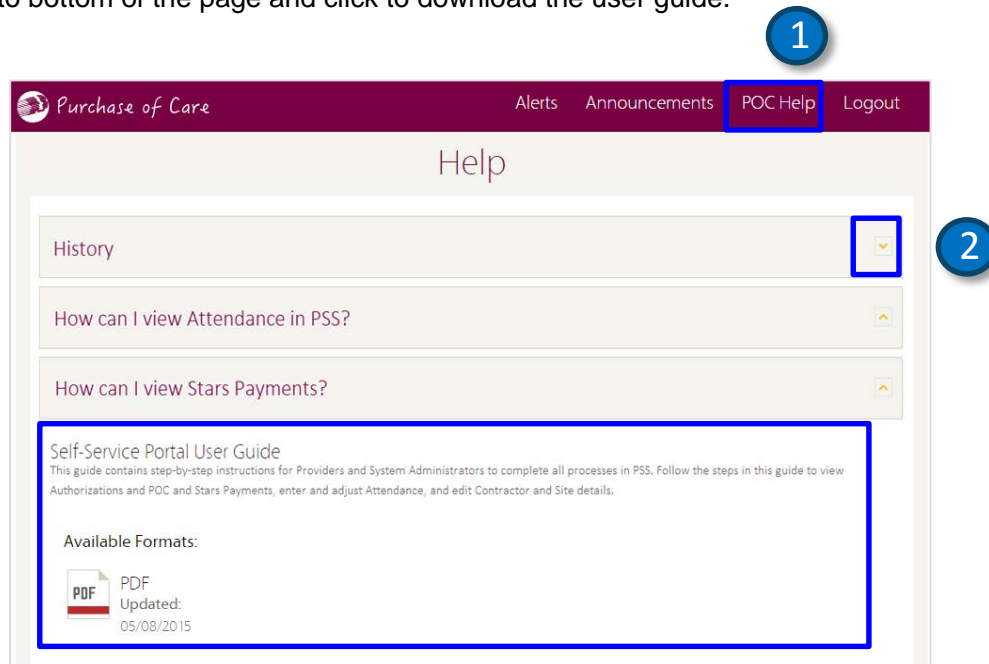 to bottom of the page and click to download the user guide.
1
Purchase of Care Alerts Announcements POC Help Logout
Help
History
2
How can I view Attendance in PSS?
How can I view Stars Payments?
Self-Service Portal User Guide
This guide contains step-by-step instructions for Providers and System Administrators to complete all processes in PSS. Follow the steps in this guide to view
Authorizations and POC and Stars Payments, enter and adjust Attendance, and edit Contractor and Site details.
Available Formats:
PDF
PDF
Updated:
05/08/2015